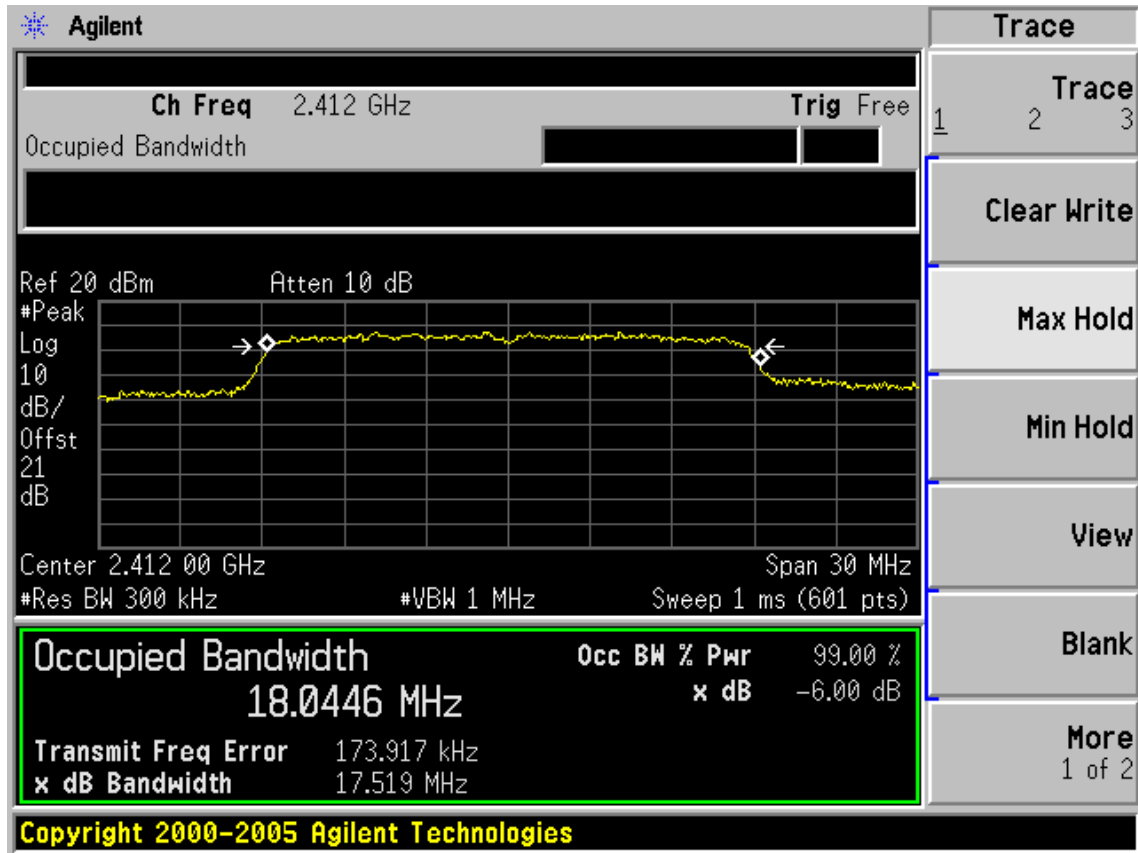 Agilent
Trace
Ch Freq 2.412 GHz Trig Free
Occupied Bandwidth
Ref 20 dBm Atten 10 dB
#Peak
Log
10
dB/
Offst
21
dB
Center 2.412 00 GHz Span 30 MHz
#Res BW 300 kHz #VBW 1 MHz Sweep 1 ms (601 pts)
Occupied Bandwidth Occ BW % Pwr 99.00 %
18.0446 MHz x dB -6.00 dB
Transmit Freq Error 173.917 kHz
x dB Bandwidth 17.519 MHz
Copyright 2000-2005 Agilent Technologies
Trace
1 2 3
Clear Write
Max Hold
Min Hold
View
Blank
More
1 of 2